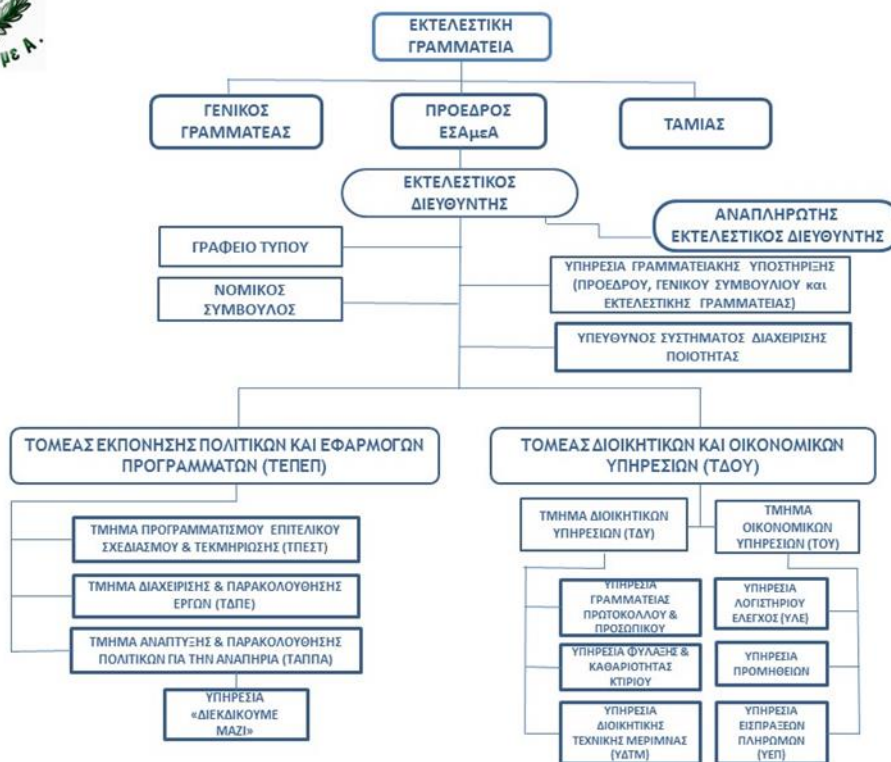 με Α.
ΕΚΤΕΛΕΣΤΙΚΗ
ΓΡΑΜΜΑΤΕΙΑ
ΓΕΝΙΚΟΣ
ΓΡΑΜΜΑΤΕΑΣ
ΠΡΟΕΔΡΟΣ
ΕΣΑμεΑ
ΤΑΜΙΑΣ
ΕΚΤΕΛΕΣΤΙΚΟΣ
ΔΙΕΥΘΥΝΤΗΣ
ΑΝΑΠΛΗΡΩΤΗΣ
ΕΚΤΕΛΕΣΤΙΚΟΣ ΔΙΕΥΘΥΝΤΗΣ
ΓΡΑΦΕΙΟ ΤΥΠΟΥ
ΥΠΗΡΕΣΙΑ ΓΡΑΜΜΑΤΕΙΑΚΗΣ ΥΠΟΣΤΗΡΙΞΗΣ
(ΠΡΟΕΔΡΟΥ, ΓΕΝΙΚΟΥ ΣΥΜΒΟΥΛΙΟΥ και
ΕΚΤΕΛΕΣΤΙΚΗΣ ΓΡΑΜΜΑΤΕΙΑΣ)
ΝΟΜΙΚΟΣ
ΣΥΜΒΟΥΛΟΣ
ΥΠΕΥΘΥΝΟΣ ΣΥΣΤΗΜΑΤΟΣ ΔΙΑΧΕΙΡΙΣΗΣ
ΠΟΙΟΤΗΤΑΣ
ΤΟΜΕΑΣ ΕΚΠΟΝΗΣΗΣ ΠΟΛΙΤΙΚΩΝ ΚΑΙ ΕΦΑΡΜΟΓΩΝ
ΠΡΟΓΡΑΜΜΑΤΩΝ (ΤΕΠΕΠ)
ΤΟΜΕΑΣ ΔΙΟΙΚΗΤΙΚΩΝ ΚΑΙ ΟΙΚΟΝΟΜΙΚΩΝ
ΥΠΗΡΕΣΙΩΝ (ΤΔΟΥ)
ΤΜΗΜΑ ΠΡΟΓΡΑΜΜΑΤΙΣΜΟΥ ΕΠΙΤΕΛΙΚΟΥ
ΣΧΕΔΙΑΣΜΟΥ & ΤΕΚΜΗΡΙΩΣΗΣ (ΤΠΕΣΤ)
ΤΜΗΜΑ ΔΙΑΧΕΙΡΙΣΗΣ & ΠΑΡΑΚΟΛΟΥΘΗΣΗΣ
ΕΡΓΩΝ (ΤΔΠΕ)
ΤΜΗΜΑ ΑΝΑΠΤΥΞΗΣ & ΠΑΡΑΚΟΛΟΥΘΗΣΗΣ
ΠΟΛΙΤΙΚΩΝ ΓΙΑ ΤΗΝ ΑΝΑΠΗΡΙΑ (ΤΑΠΠΑ)
ΥΠΗΡΕΣΙΑ
«ΔΙΕΚΔΙΚΟΥΜΕ
ΜΑΖΙ»
ΤΜΗΜΑ ΔΙΟΙΚΗΤΙΚΩΝ
ΥΠΗΡΕΣΙΩΝ (ΤΔΥ)
ΤΜΗΜΑ
ΟΙΚΟΝΟΜΙΚΩΝ
ΥΠΗΡΕΣΙΩΝ (ΤΟΥ)
ΥΠΗΡΕΣΙΑ
ΓΡΑΜΜΑΤΕΙΑΣ
ΠΡΩΤΟΚΟΛΛΟΥ &
ΠΡΟΣΩΠΙΚΟΥ
ΥΠΗΡΕΣΙΑ
ΛΟΓΙΣΤΗΡΙΟΥ
ΕΛΕΓΧΟΣ (ΥΛΕ)
ΥΠΗΡΕΣΙΑ ΦΥΛΑΞΗΣ &
ΚΑΘΑΡΙΟΤΗΤΑΣ
ΚΤΙΡΙΟΥ
ΥΠΗΡΕΣΙΑ
ΠΡΟΜΗΘΕΙΩΝ
ΥΠΗΡΕΣΙΑ
ΔΙΟΙΚΗΤΙΚΗΣ
ΤΕΧΝΙΚΗΣ ΜΕΡΙΜΝΑΣ
(ΥΔΤΜ)
ΥΠΗΡΕΣΙΑ
ΕΙΣΠΡΑΞΕΩΝ
ΠΛΗΡΩΜΩΝ
(ΥΕΠ)